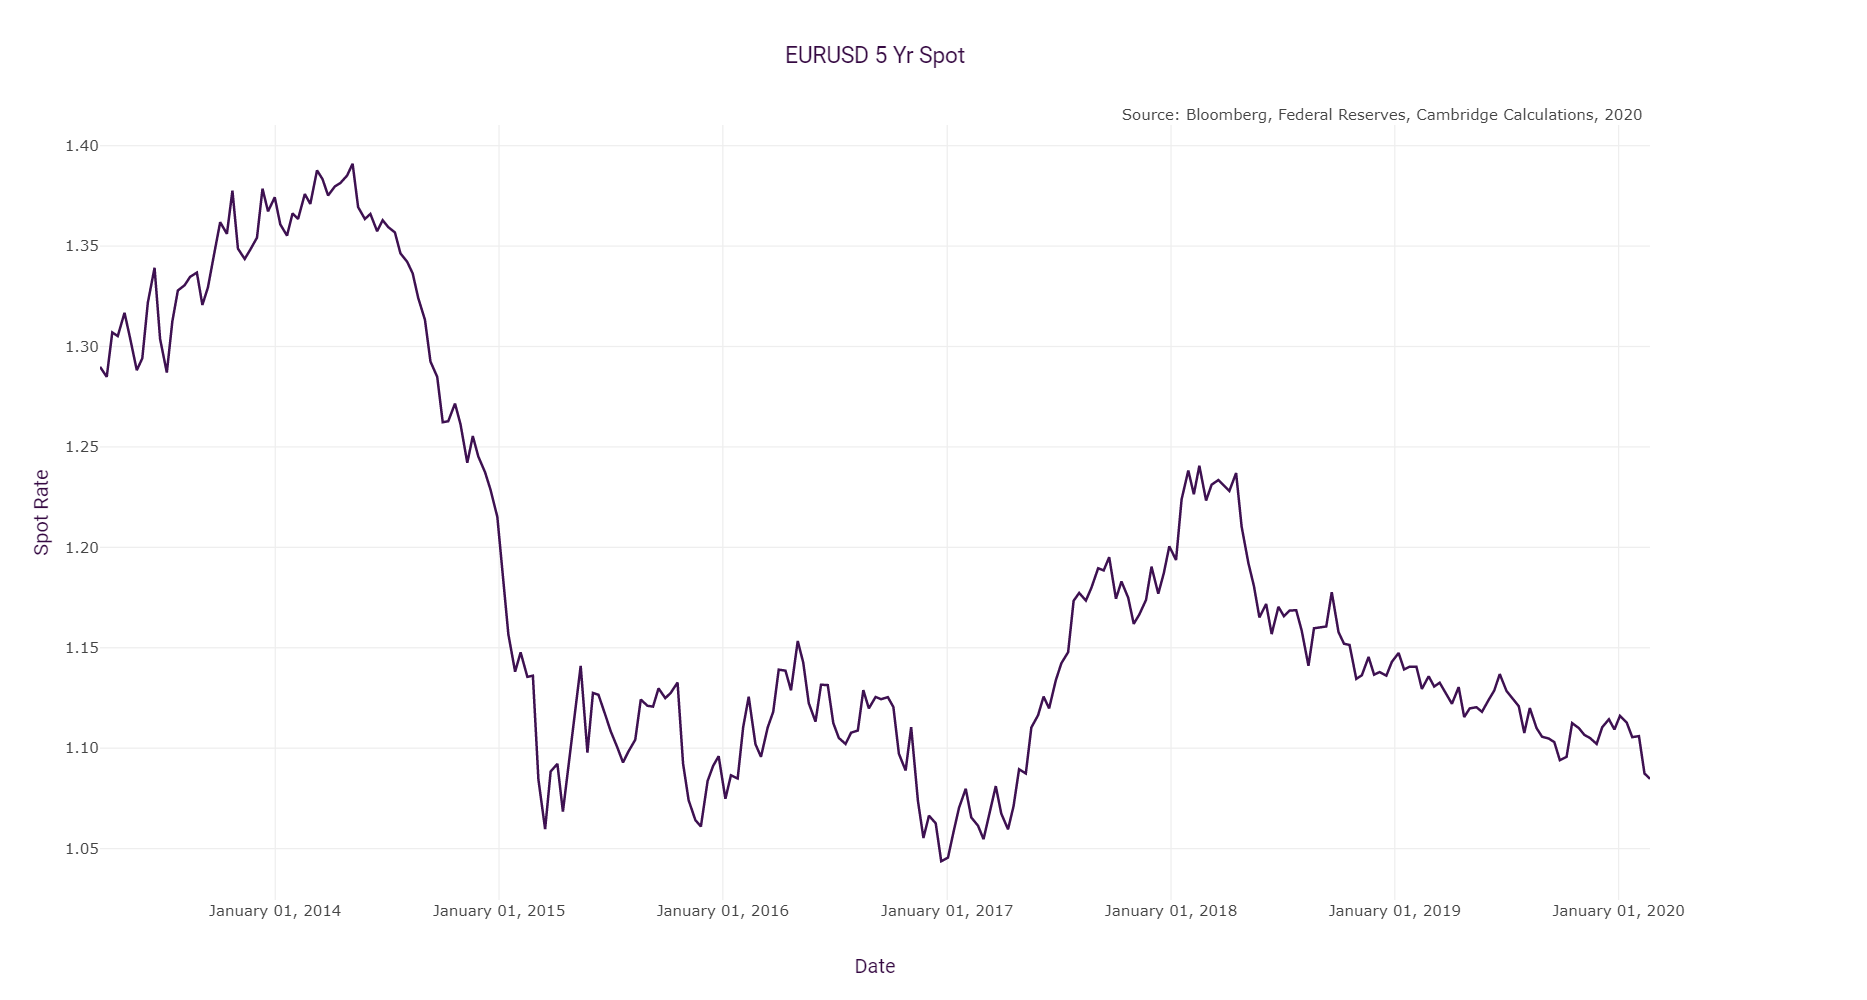 EURUSD 5 Yr Spot
Source: Bloomberg, Federal Reserves, Cambridge Calculations, 2020
1.40
1.35
1.30
1.25
1.20
1.15
1.10
1.05
Spot Rate
January 01, 2014
January 01, 2015
January 01, 2016
January 01, 2017
January 01, 2018
January 01, 2019
January 01, 2020
Date